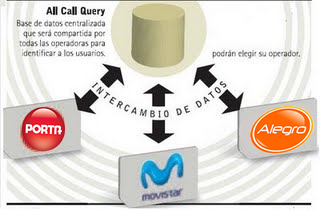 All Call Query
Base de datos centralizada
que será compartida por
todas las operadoras para
identificar a los usuarios.
podrán elegir su operador.
INTERCAMBIO DE DATOS
PORTA
Alegro
movistar